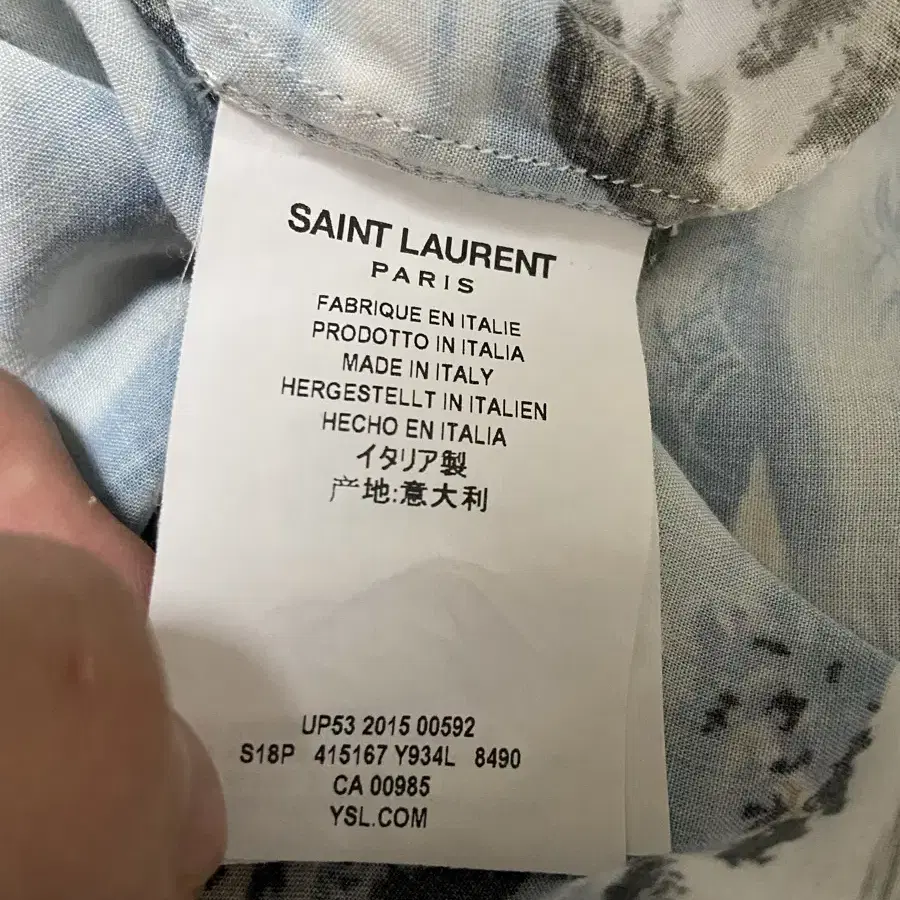 SAINT LAURENT
PARIS
FABRIQUE EN ITALIE
PRODOTTO IN ITALIA
MADE IN ITALY
HERGESTELLT IN ITALIEN
HECHO EN ITALIA
イタリア製
产地:意大利
UP53 2015 00592
S18P 415167 Y934L 8490
CA 00985
YSL.COM